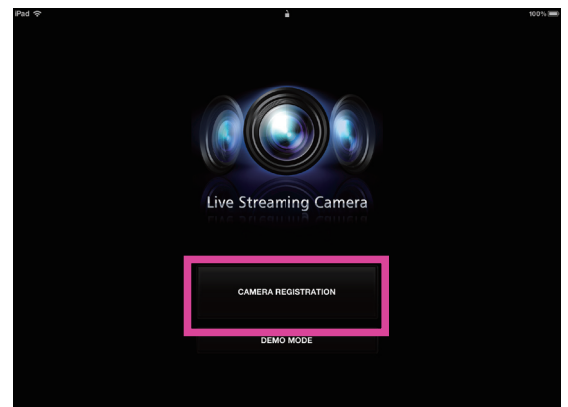 iPad 100%
Live Streaming Camera
CAMERA REGISTRATION
DEMO MODE